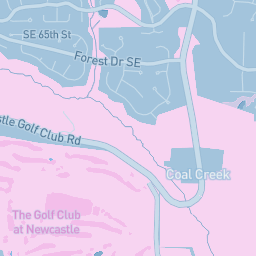 SE 65th St
Forest Dr SE
stle Golf Club Rd
Coal Creek
The Golf Club
at Newcastle